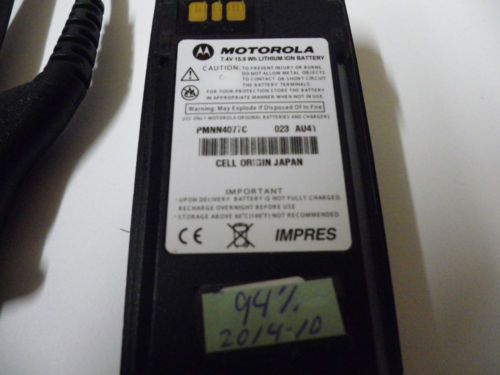 MOTOROLA
7.4V 15.9 Wh LITHIUM ION BATTERY
CAUTION: TO PREVENT INJURY OR BURNS,
DO NOT ALLOW METAL OBJECTS
TO CONTACT OR SHORT CIRCUIT
THE BATTERY TERMINALS.
FOR YOUR PROTECTION STORE THE BATTERY
IN APPROPRIATE MANNER WHEN NOT IN USE.
Warning: May Explode If Disposed Of In Fire
USE ONLY MOTOROLA ORIGINAL BATTERIES AND CHARGERS
PMNN4077C 023 AU41
CELL ORIGIN JAPAN
IMPORTANT
*UPON DELIVERY BATTERY IS NOT FULLY CHARGED.
RECHARGE OVERNIGHT BEFORE USE
*STORAGE ABOVE 60°C(140°F) NOT RECOMMENDED
CE IMPRES
94%
2014-10